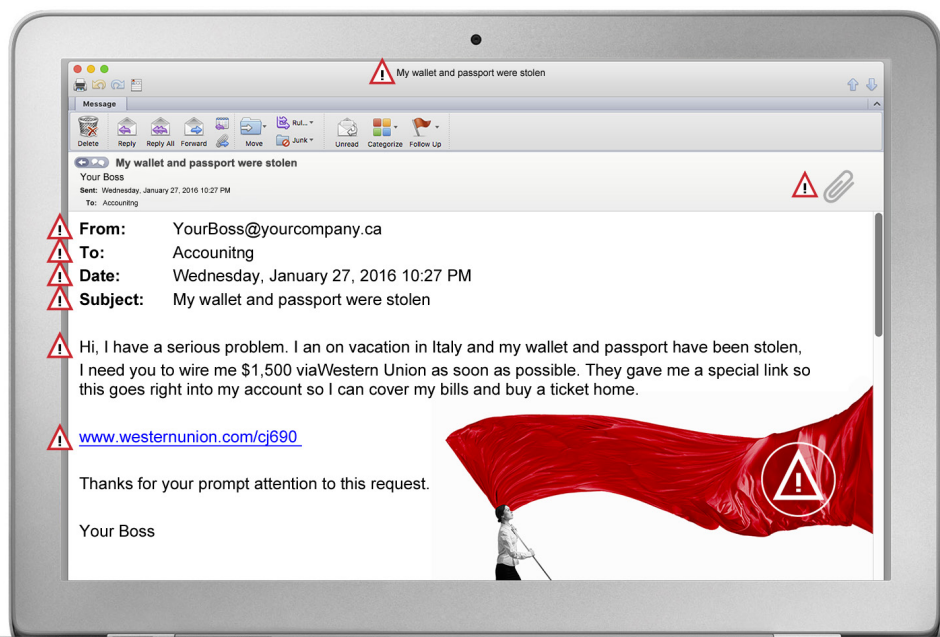 My wallet and passport were stolen
Message
Delete Reply Reply All Forward Move Rul... Junk Unread Categorize Follow Up
My wallet and passport were stolen
Your Boss
Sent: Wednesday, January 27, 2016 10:27 PM
To: Accouniting
From: YourBoss@yourcompany.ca
To: Accounitng
Date: Wednesday, January 27, 2016 10:27 PM
Subject: My wallet and passport were stolen
Hi, I have a serious problem. I an on vacation in Italy and my wallet and passport have been stolen,
I need you to wire me $1,500 viaWestern Union as soon as possible. They gave me a special link so
this goes right into my account so I can cover my bills and buy a ticket home.
www.westernunion.com/cj690
Thanks for your prompt attention to this request.
Your Boss